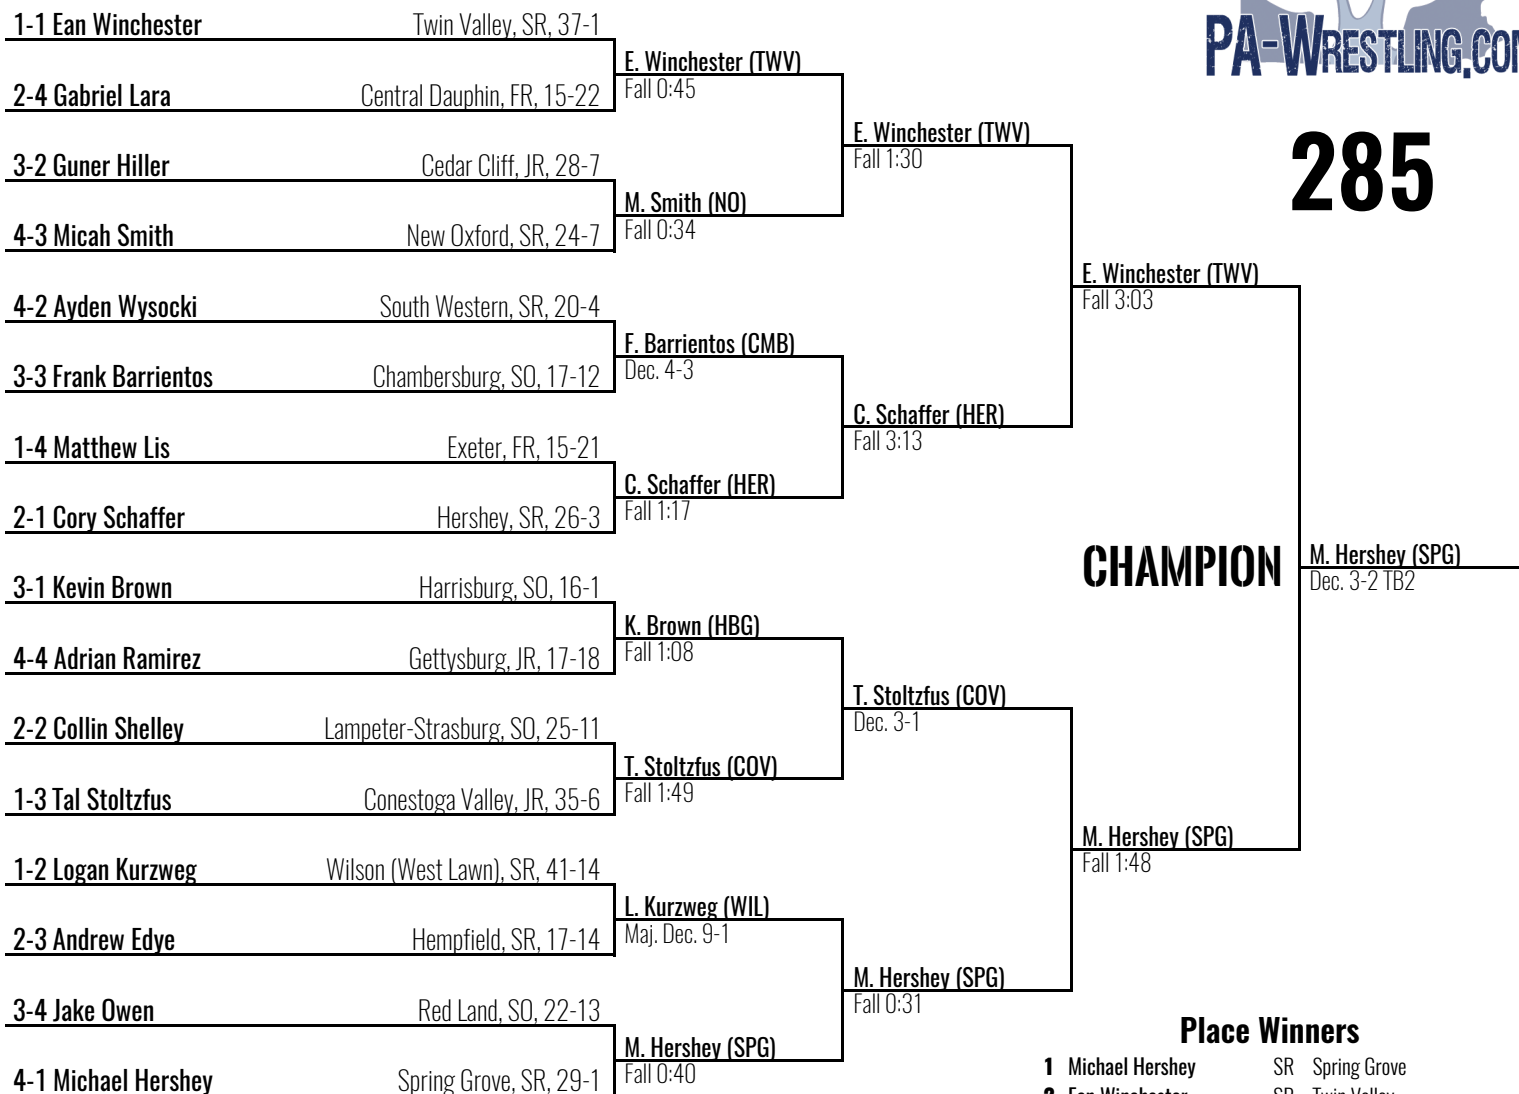 1-1 Ean Winchester Twin Valley, SR, 37-1
PA-WRESTLING.CO
E. Winchester (TWV)
Fall 0:45
2-4 Gabriel Lara Central Dauphin, FR, 15-22
E. Winchester (TWV)
Fall 1:30
285
3-2 Guner Hiller Cedar Cliff, JR, 28-7
M. Smith (NO)
Fall 0:34
4-3 Micah Smith New Oxford, SR, 24-7
E. Winchester (TWV)
Fall 3:03
4-2 Ayden Wysocki South Western, SR, 20-4
F. Barrientos (CMB)
Dec. 4-3
3-3 Frank Barrientos Chambersburg, SO, 17-12
C. Schaffer (HER)
Fall 3:13
1-4 Matthew Lis Exeter, FR, 15-21
C. Schaffer (HER)
Fall 1:17
2-1 Cory Schaffer Hershey, SR, 26-3
CHAMPION
M. Hershey (SPG)
Dec. 3-2 TB2
3-1 Kevin Brown Harrisburg, SO, 16-1
K. Brown (HBG)
Fall 1:08
4-4 Adrian Ramirez Gettysburg, JR, 17-18
T. Stoltzfus (COV)
Dec. 3-1
2-2 Collin Shelley Lampeter-Strasburg, SO, 25-11
T. Stoltzfus (COV)
Fall 1:49
1-3 Tal Stoltzfus Conestoga Valley, JR, 35-6
M. Hershey (SPG)
Fall 1:48
1-2 Logan Kurzweg Wilson (West Lawn), SR, 41-14
L. Kurzweg (WIL)
Maj. Dec. 9-1
2-3 Andrew Edye Hempfield, SR, 17-14
M. Hershey (SPG)
Fall 0:31
3-4 Jake Owen Red Land, SO, 22-13
M. Hershey (SPG)
Fall 0:40
4-1 Michael Hershey Spring Grove, SR, 29-1
Place Winners
1 Michael Hershey SR Spring Grove
2 Ean Winchester SR Twin Valley